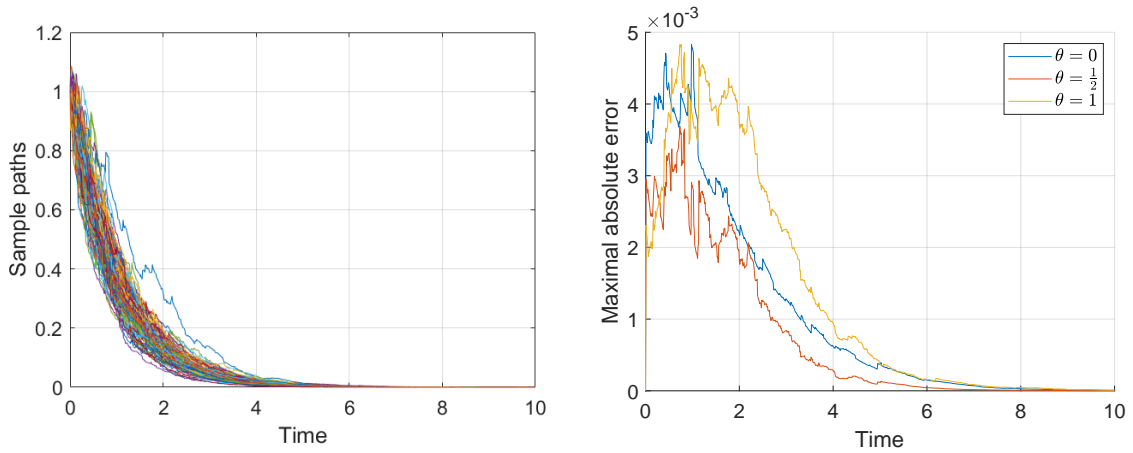 1.2
1
0.8
0.6
0.4
0.2
0
0 2 4 6 8 10
Sample paths
Time
×10⁻³
5
4
3
2
1
0
0 2 4 6 8 10
Maximal absolute error
Time
θ = 0
θ = ½
θ = 1